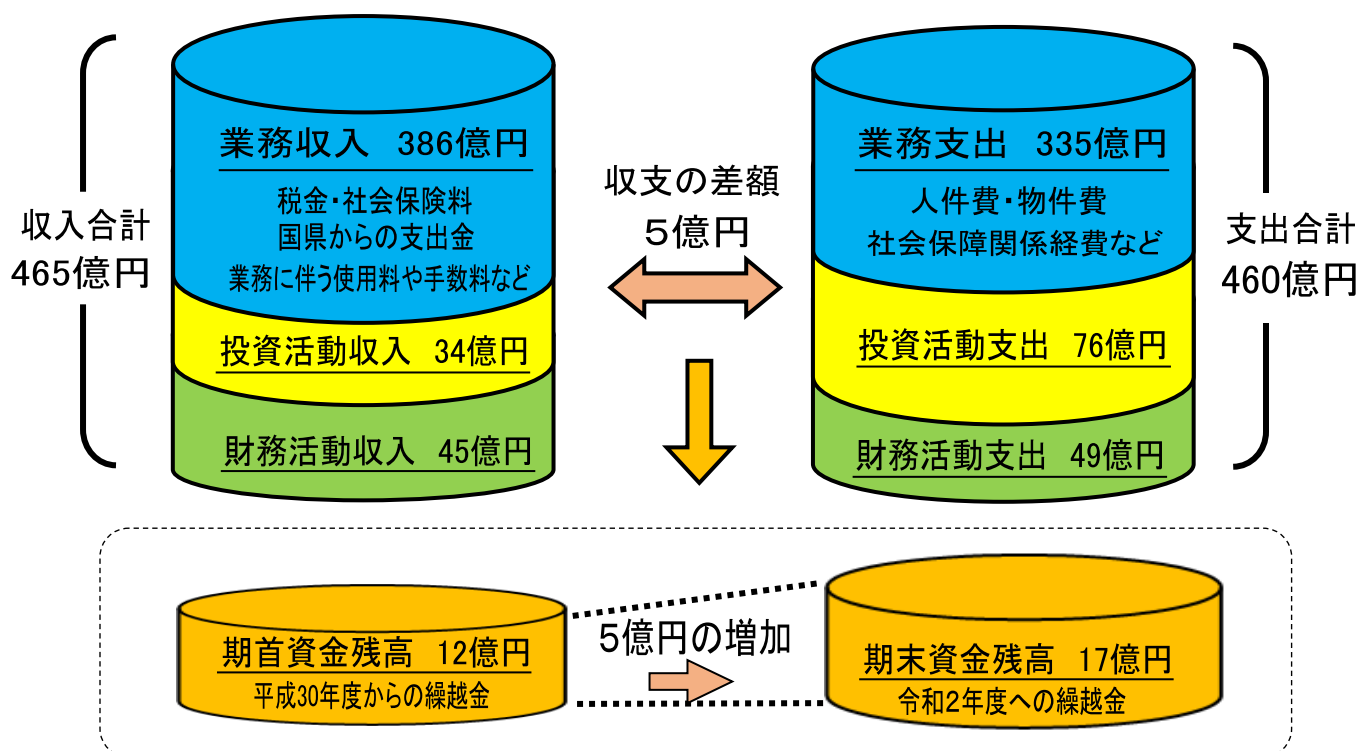 収入合計
465億円
業務収入 386億円
税金・社会保険料
国県からの支出金
業務に伴う使用料や手数料など
投資活動収入 34億円
財務活動収入 45億円
収支の差額
5億円
業務支出 335億円
人件費・物件費
社会保障関係経費など
投資活動支出 76億円
財務活動支出 49億円
支出合計
460億円
期首資金残高 12億円
平成30年度からの繰越金
5億円の増加
期末資金残高 17億円
令和2年度への繰越金